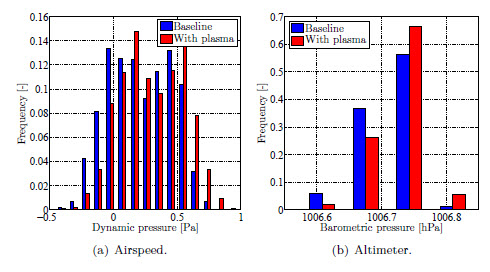 0.16
0.14
0.12
0.1
0.08
0.06
0.04
0.02
0
Frequency [-]
Baseline
With plasma
-0.5 0 0.5 1
Dynamic pressure [Pa]
(a) Airspeed.
0.7
0.6
0.5
0.4
0.3
0.2
0.1
0
Frequency [-]
Baseline
With plasma
1006.6 1006.7 1006.8
Barometric pressure [hPa]
(b) Altimeter.